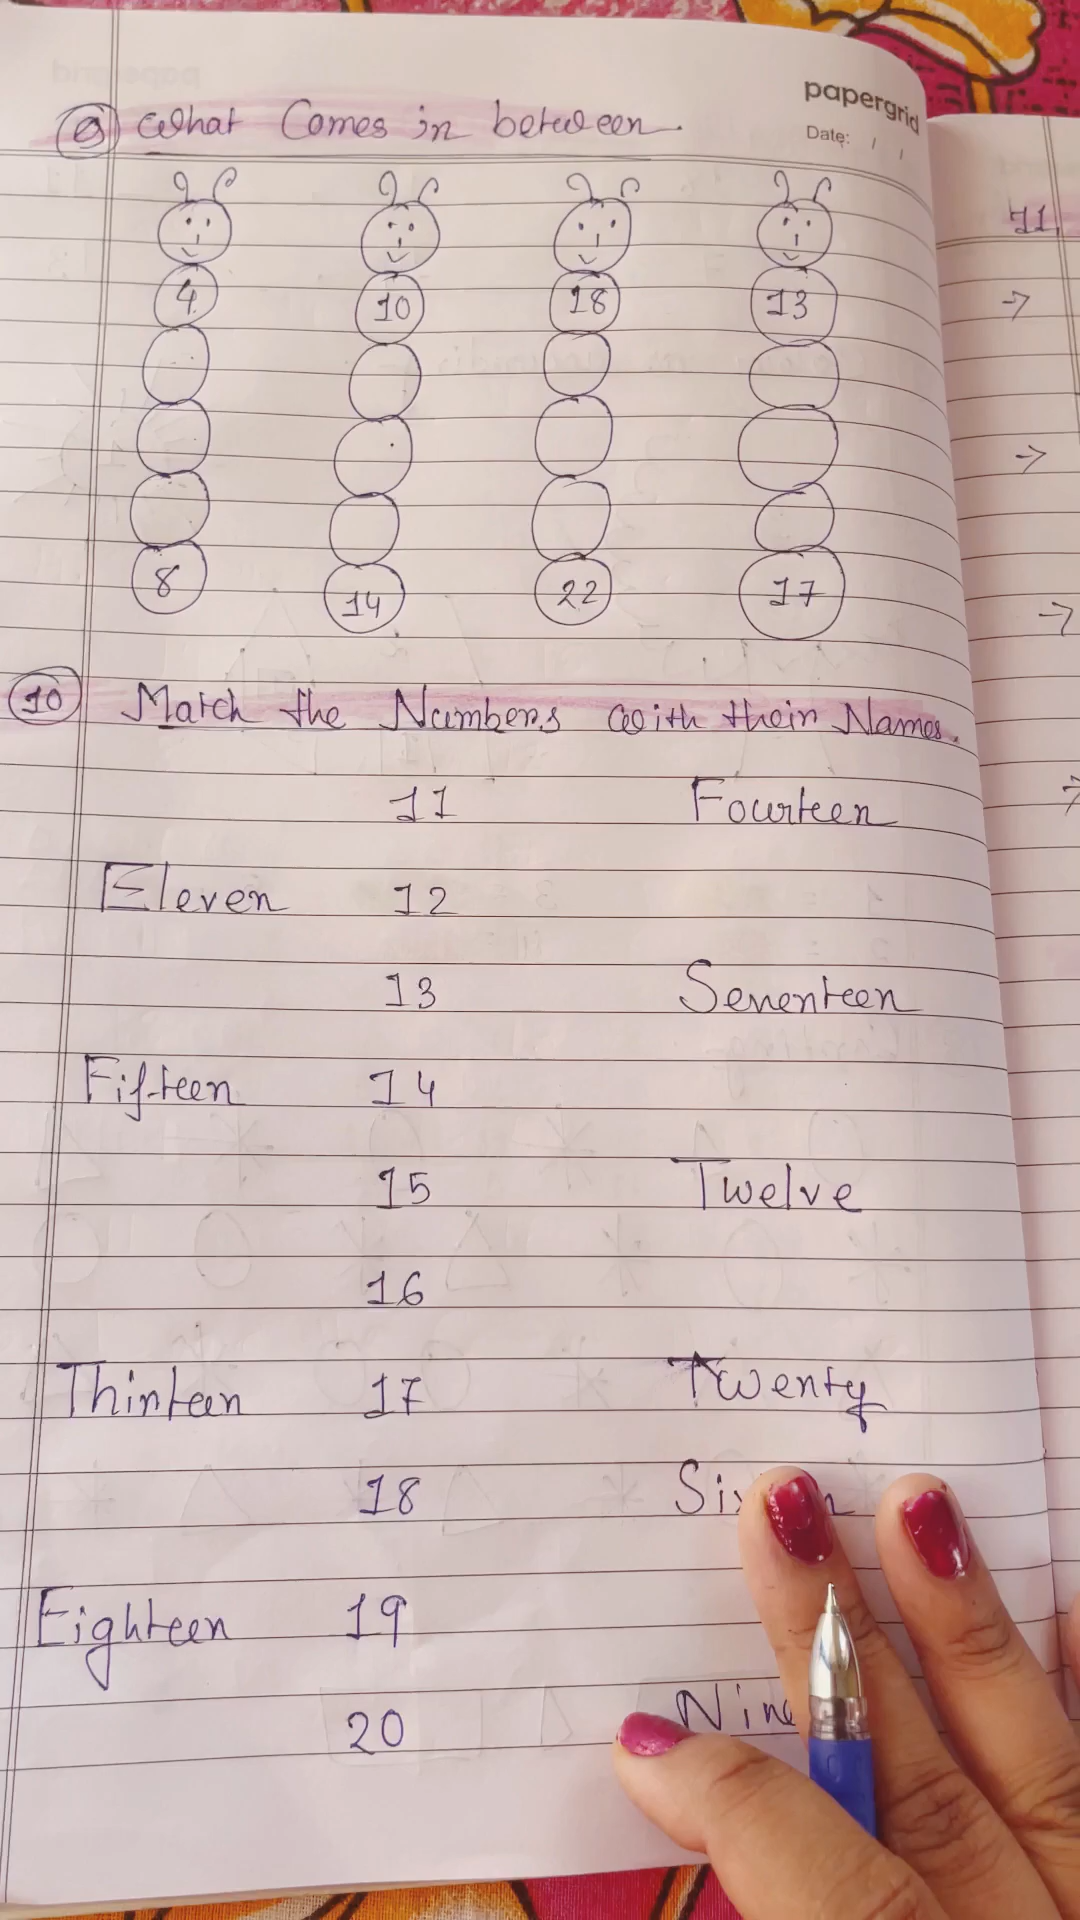 papergrid
Date: / /
9 What Comes in between.
4 10 18 13
8 14 22 17
10 Match the Numbers with their Names.
11 Fourteen
Eleven 12
13 Seventeen
Fifteen 14
15 Twelve
16
Thirteen 17 Twenty
18
Eighteen 19
20
11.
→
→
→
→